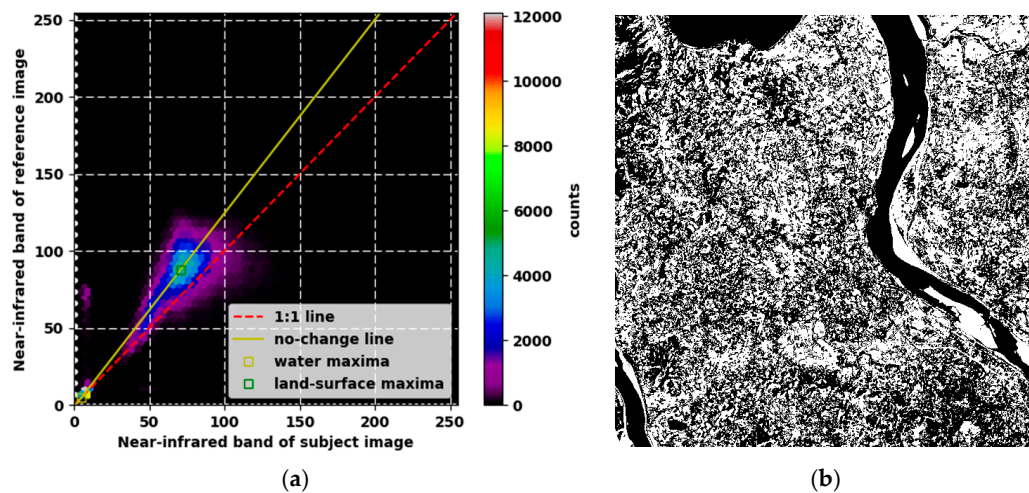 250
200
150
100
50
0
0
50
100
150
200
250
Near-infrared band of reference image
Near-infrared band of subject image
1:1 line
no-change line
water maxima
land-surface maxima
12000
10000
8000
6000
4000
2000
0
counts
(a)
(b)